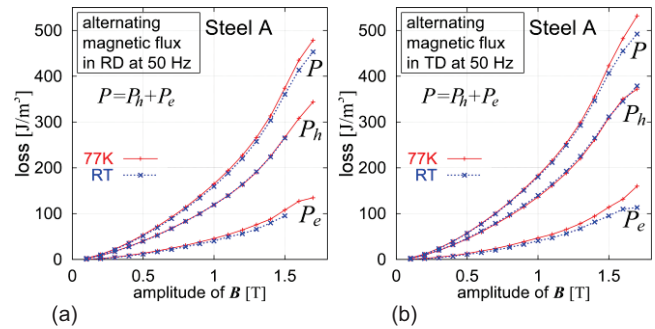 alternating
magnetic flux
in RD at 50 Hz
Steel A
P=Pₕ+Pₑ
P
Pₕ
Pₑ
77K
RT
loss [J/m³]
500
400
300
200
100
0
0 0.5 1.0 1.5
amplitude of B [T]
(a)
alternating
magnetic flux
in TD at 50 Hz
Steel A
P=Pₕ+Pₑ
P
Pₕ
Pₑ
77K
RT
loss [J/m³]
500
400
300
200
100
0
0 0.5 1.0 1.5
amplitude of B [T]
(b)